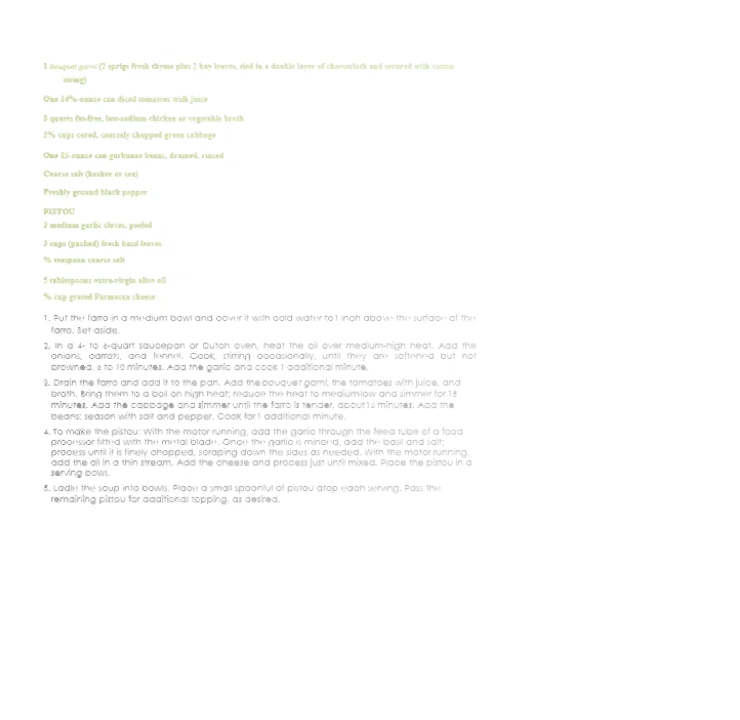 1 bouquet garni (2 sprigs fresh thyme plus 2 bay leaves, tied in a double layer of cheesecloth and secured with cotton
string)
One 14%-ounce can diced tomatoes with juice
3 quarts fat-free, low-sodium chicken or vegetable broth
2% cups cored, coarsely chopped green cabbage
One 15-ounce can garbanzo beans, drained, rinsed
Coarse salt (kosher or sea)
Freshly ground black pepper
PISTOU
3 medium garlic cloves, peeled
3 cups (packed) fresh basil leaves
% teaspoon coarse salt
5 tablespoons extra-virgin olive oil
% cup grated Parmesan cheese
1. Put the farro in a medium bowl and cover it with cold water to 1 inch above the surface of the
farro. Set aside.
2. In a 4- to 6-quart saucepan or Dutch oven, heat the oil over medium-high heat. Add the
onions, carrots, and fennel. Cook, stirring occasionally, until they are softened but not
browned, 8 to 10 minutes. Add the garlic and cook 1 additional minute.
3. Drain the farro and add it to the pan. Add the bouquet garni, the tomatoes with juice, and
broth. Bring them to a boil on high heat; reduce the heat to medium-low and simmer for 15
minutes. Add the cabbage and simmer until the farro is tender, about 15 minutes. Add the
beans; season with salt and pepper. Cook for 1 additional minute.
4. To make the pistou: With the motor running, add the garlic through the feed tube of a food
processor fitted with the metal blade. Once the garlic is minced, add the basil and salt;
process until it is finely chopped, scraping down the sides as needed. With the motor running,
add the oil in a thin stream. Add the cheese and process just until mixed. Place the pistou in a
serving bowl.
5. Ladle the soup into bowls. Place a small spoonful of pistou atop each serving. Pass the
remaining pistou for additional topping, as desired.